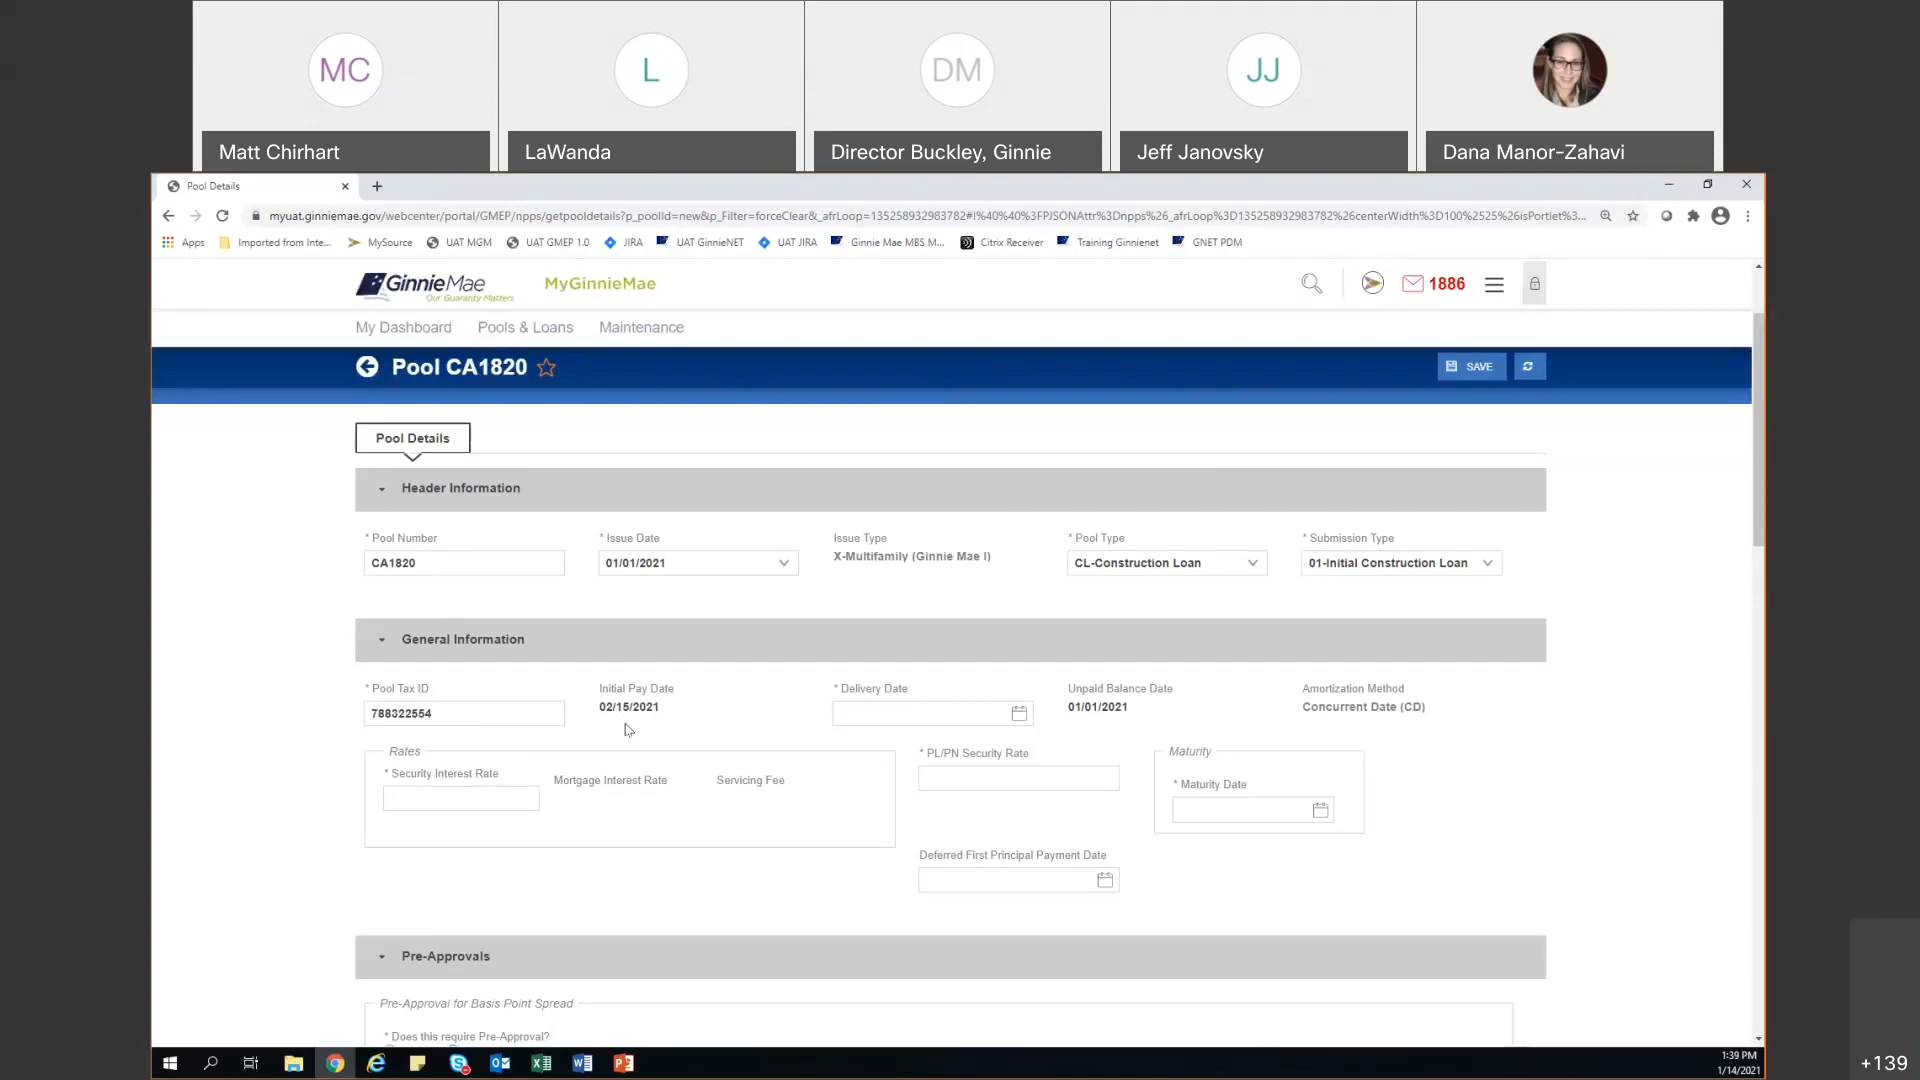 MC
L
DM
JJ
Matt Chirhart
LaWanda
Director Buckley, Ginnie
Jeff Janovsky
Dana Manor-Zahavi
Pool Details
myuat.ginniemae.gov/webcenter/portal/GMEP/npps/getpooldetails?p_poolId=new&p_Filter=forceClear&_afrLoop=135258932983782#!%40%40%3FPJSONAttr%3Dnpps%26_afrLoop%3D135258932983782%26centerWidth%3D100%2525%26isPortlet%3...
Apps
Imported from Inte...
MySource
UAT MGM
UAT GMEP 1.0
JIRA
UAT GinnieNET
UAT JIRA
Ginnie Mae MBS M...
Citrix Receiver
Training Ginnienet
GNET PDM
GinnieMae
Our Guaranty Matters
MyGinnieMae
1886
My Dashboard
Pools & Loans
Maintenance
Pool CA1820
SAVE
Pool Details
Header Information
* Pool Number
* Issue Date
Issue Type
* Pool Type
* Submission Type
CA1820
01/01/2021
X-Multifamily (Ginnie Mae I)
CL-Construction Loan
01-Initial Construction Loan
General Information
* Pool Tax ID
Initial Pay Date
* Delivery Date
Unpaid Balance Date
Amortization Method
788322554
02/15/2021
01/01/2021
Concurrent Date (CD)
Rates
* PL/PN Security Rate
Maturity
* Security Interest Rate
Mortgage Interest Rate
Servicing Fee
* Maturity Date
Deferred First Principal Payment Date
Pre-Approvals
Pre-Approval for Basis Point Spread
* Does this require Pre-Approval?
1:39 PM
1/14/2021
+139